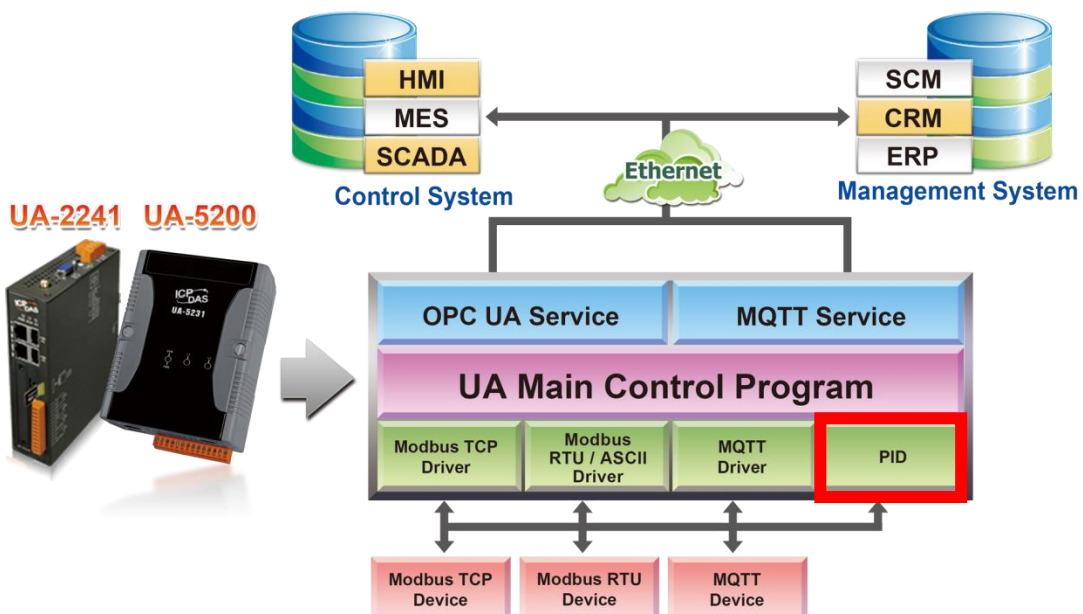 HMI
MES
SCADA
Control System
SCM
CRM
ERP
Management System
Ethernet
UA-2241 UA-5200
ICP DAS
UA-5231
OPC UA Service
MQTT Service
UA Main Control Program
Modbus TCP
Driver
Modbus
RTU / ASCII
Driver
MQTT
Driver
PID
Modbus TCP
Device
Modbus RTU
Device
MQTT
Device